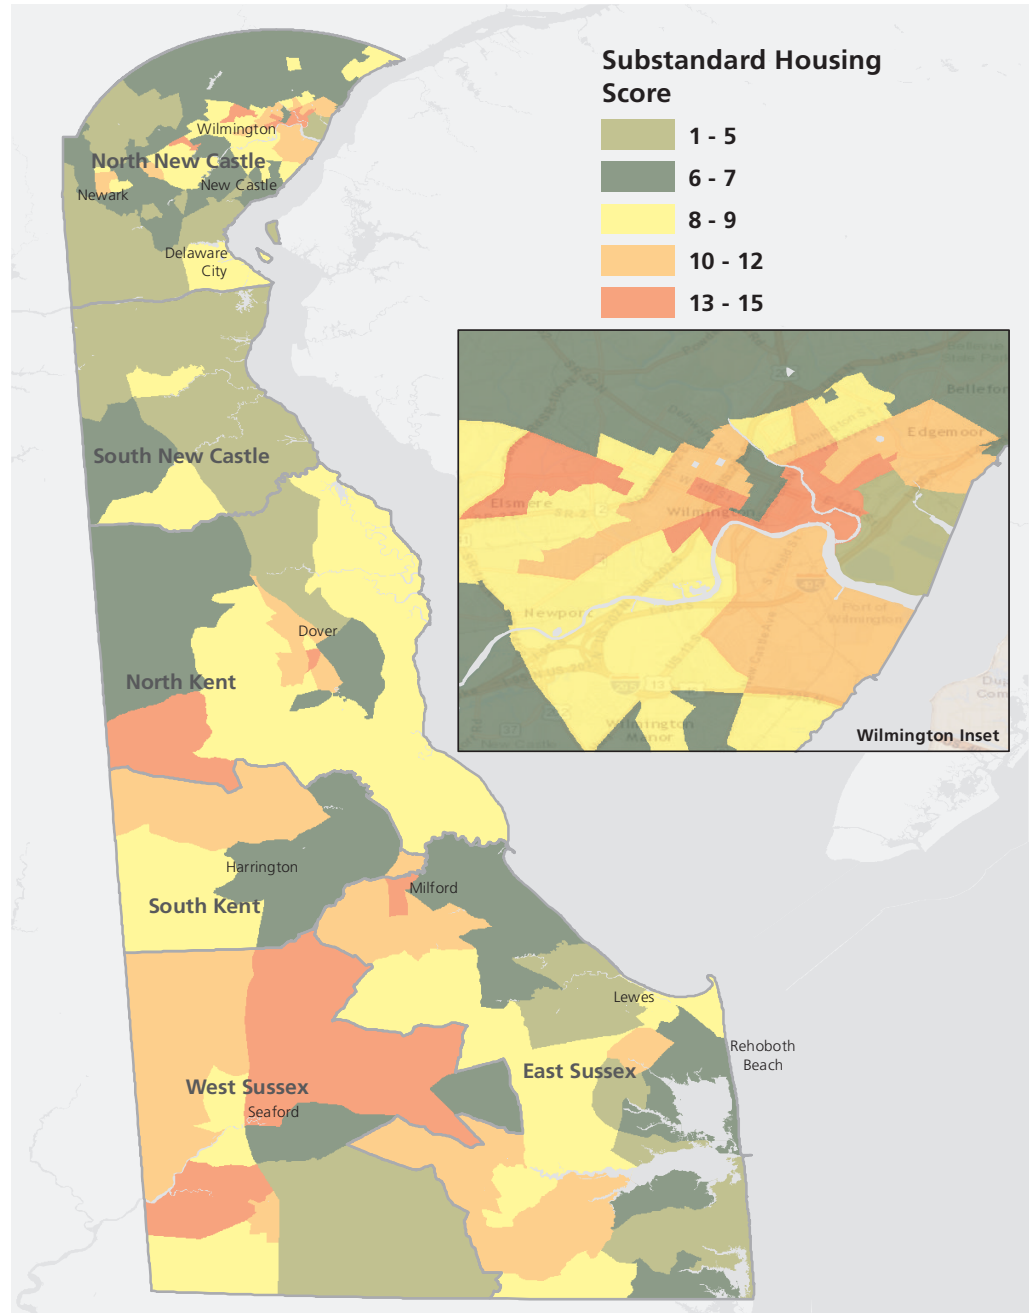 Substandard Housing
Score
1 - 5
6 - 7
8 - 9
10 - 12
13 - 15
Wilmington
North New Castle
New Castle
Newark
Delaware
City
South New Castle
Dover
North Kent
Harrington
Milford
South Kent
Lewes
Rehoboth
Beach
East Sussex
West Sussex
Seaford
Edgemoor
Elsmere
Wilmington
Newport
Port of
Wilmington
Wilmington
Manor
New Castle
Wilmington Inset